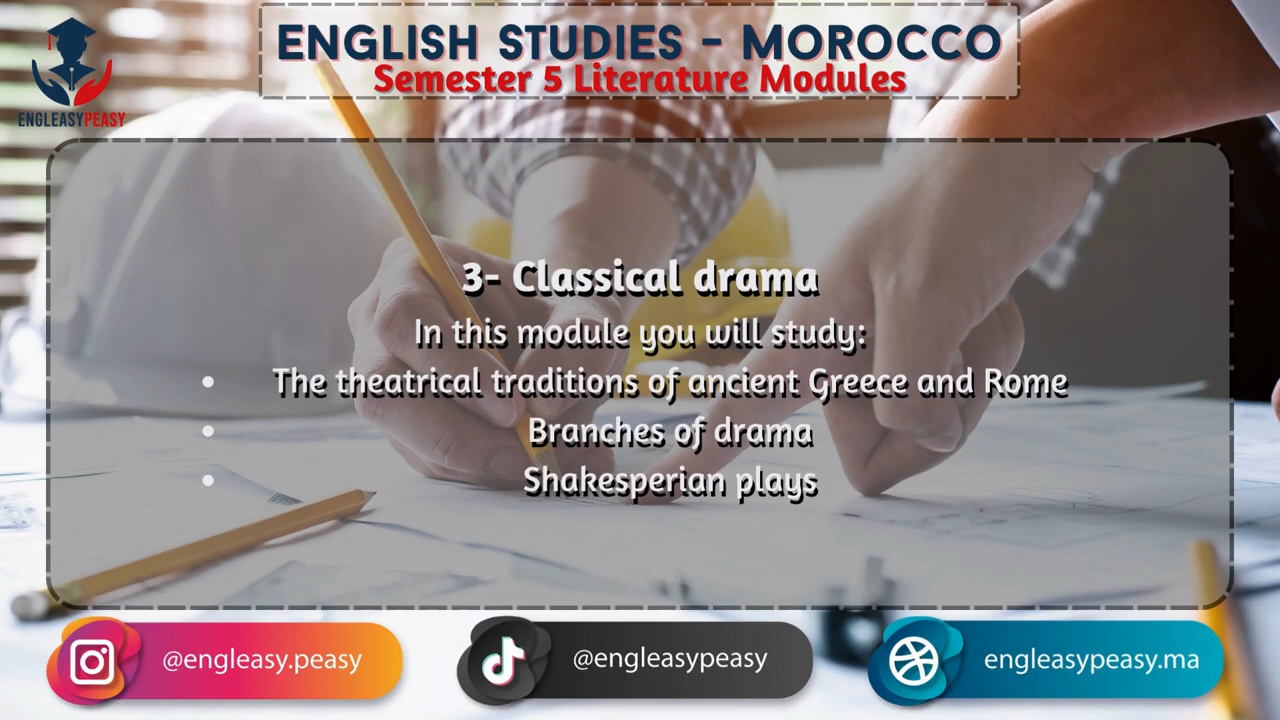 ENGLISH STUDIES - MOROCCO
Semester 5 Literature Modules
ENGLEASYPEASY
3- Classical drama
In this module you will study:
• The theatrical traditions of ancient Greece and Rome
• Branches of drama
• Shakesperian plays
@engleasy.peasy
@engleasypeasy
engleasypeasy.ma